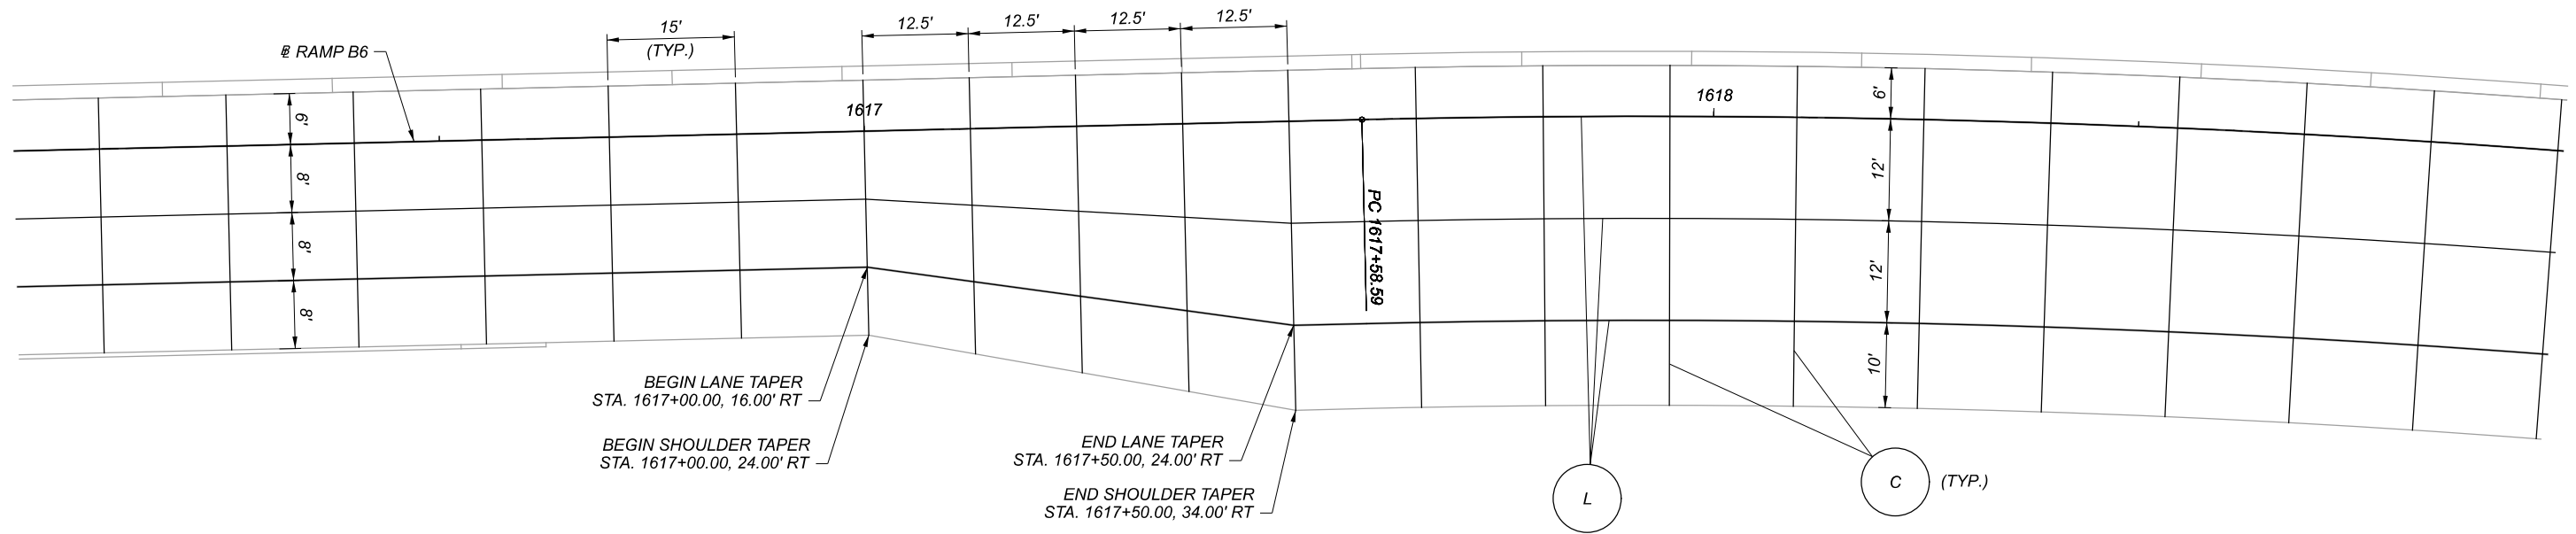 15'
(TYP.)
12.5'
12.5'
12.5'
12.5'
℄ RAMP B6
1617
1618
6'
8'
8'
8'
6'
12'
12'
10'
PC 1617+58.59
BEGIN LANE TAPER
STA. 1617+00.00, 16.00' RT
BEGIN SHOULDER TAPER
STA. 1617+00.00, 24.00' RT
END LANE TAPER
STA. 1617+50.00, 24.00' RT
END SHOULDER TAPER
STA. 1617+50.00, 34.00' RT
L
C
(TYP.)